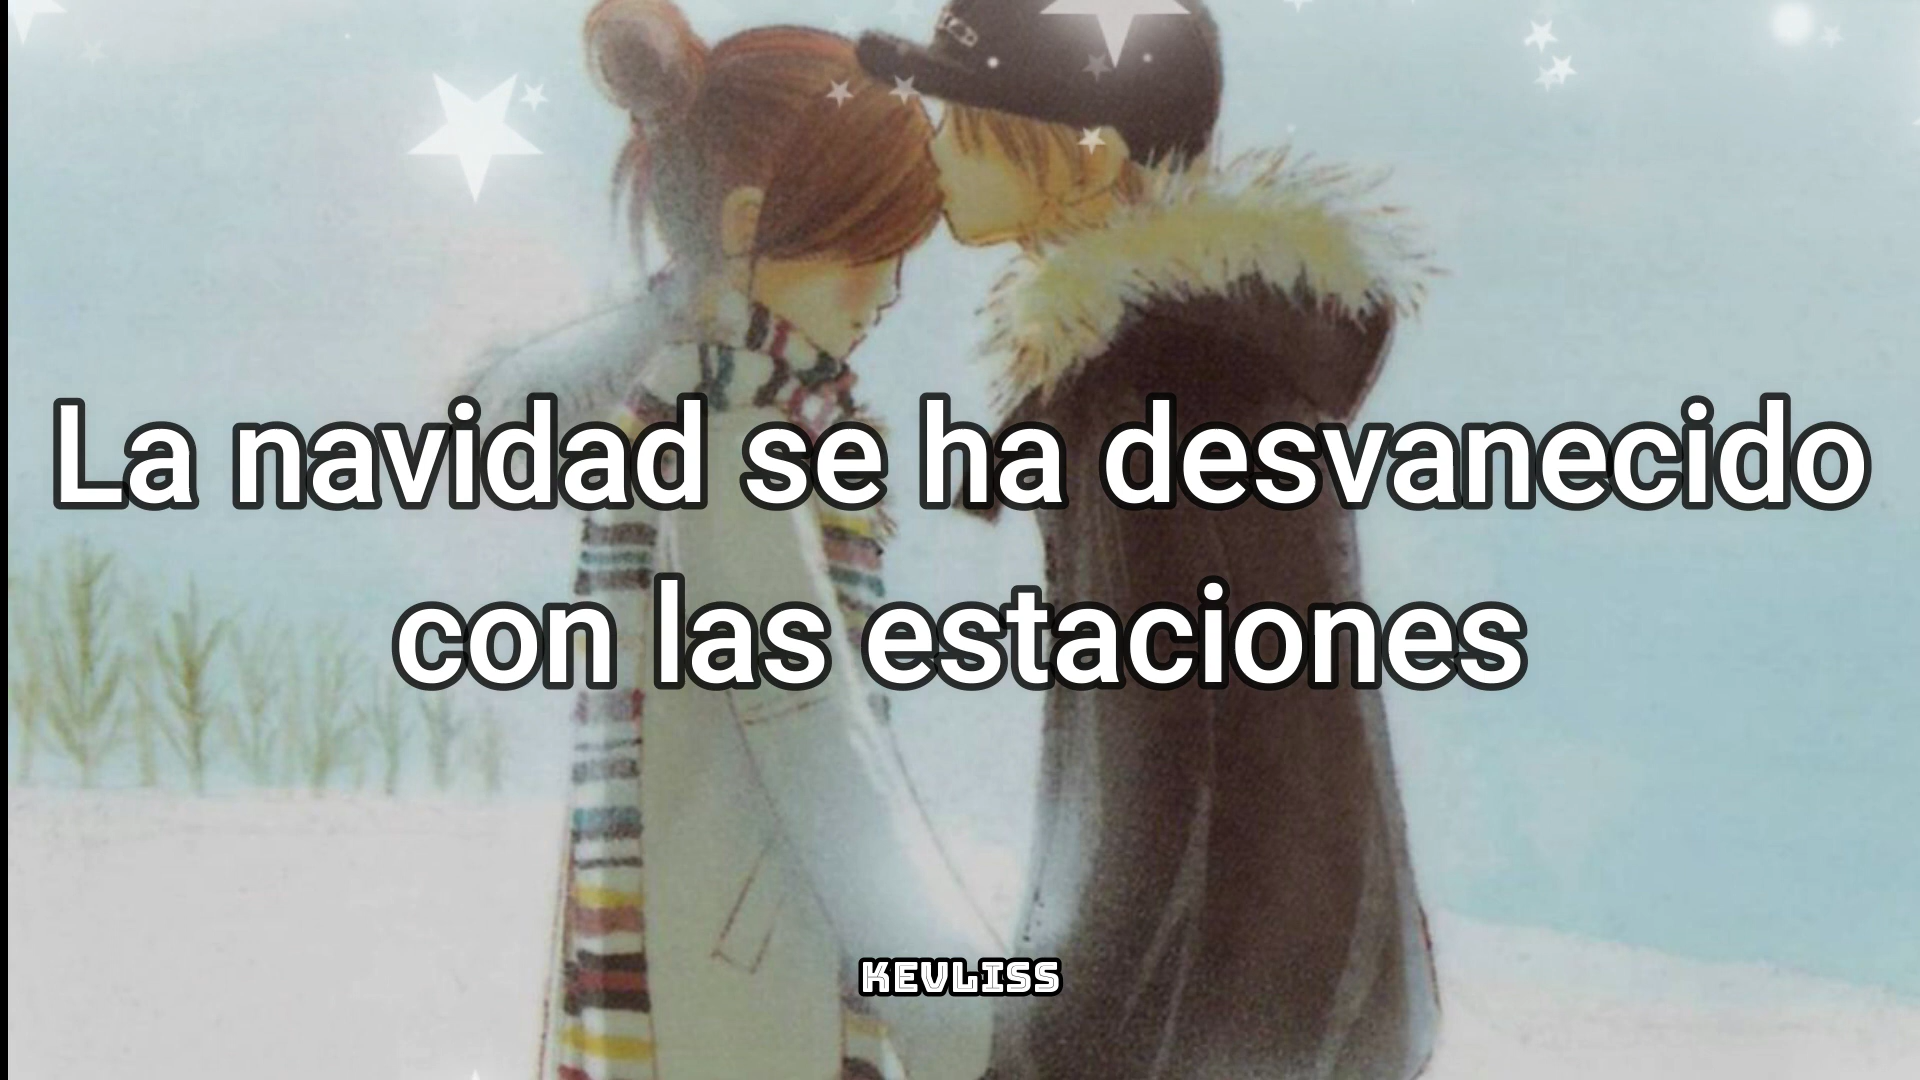 La navidad se ha desvanecido
con las estaciones
KEVLISS